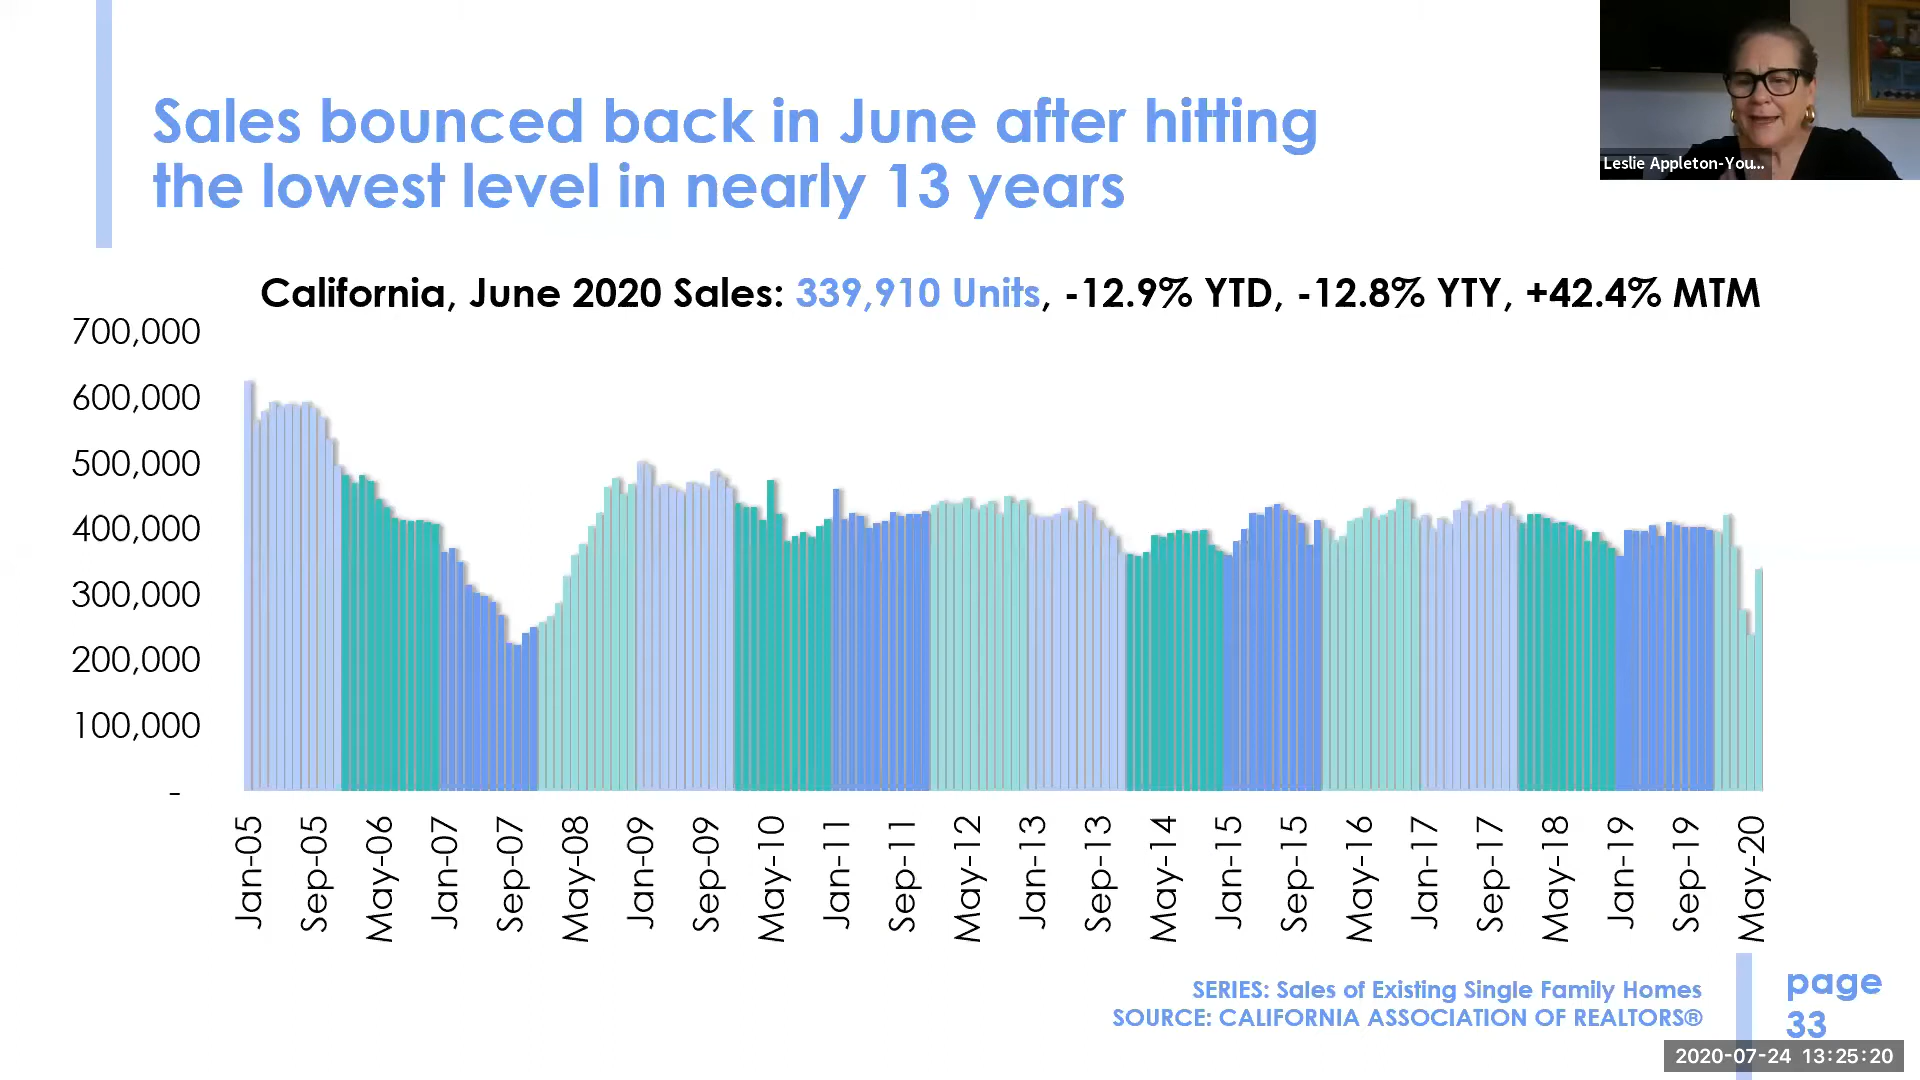 Sales bounced back in June after hitting
the lowest level in nearly 13 years
Leslie Appleton-You...
California, June 2020 Sales: 339,910 Units, -12.9% YTD, -12.8% YTY, +42.4% MTM
700,000
600,000
500,000
400,000
300,000
200,000
100,000
-
Jan-05
Sep-05
May-06
Jan-07
Sep-07
May-08
Jan-09
Sep-09
May-10
Jan-11
Sep-11
May-12
Jan-13
Sep-13
May-14
Jan-15
Sep-15
May-16
Jan-17
Sep-17
May-18
Jan-19
Sep-19
May-20
SERIES: Sales of Existing Single Family Homes
SOURCE: CALIFORNIA ASSOCIATION OF REALTORS®
page
33
2020-07-24 13:25:20